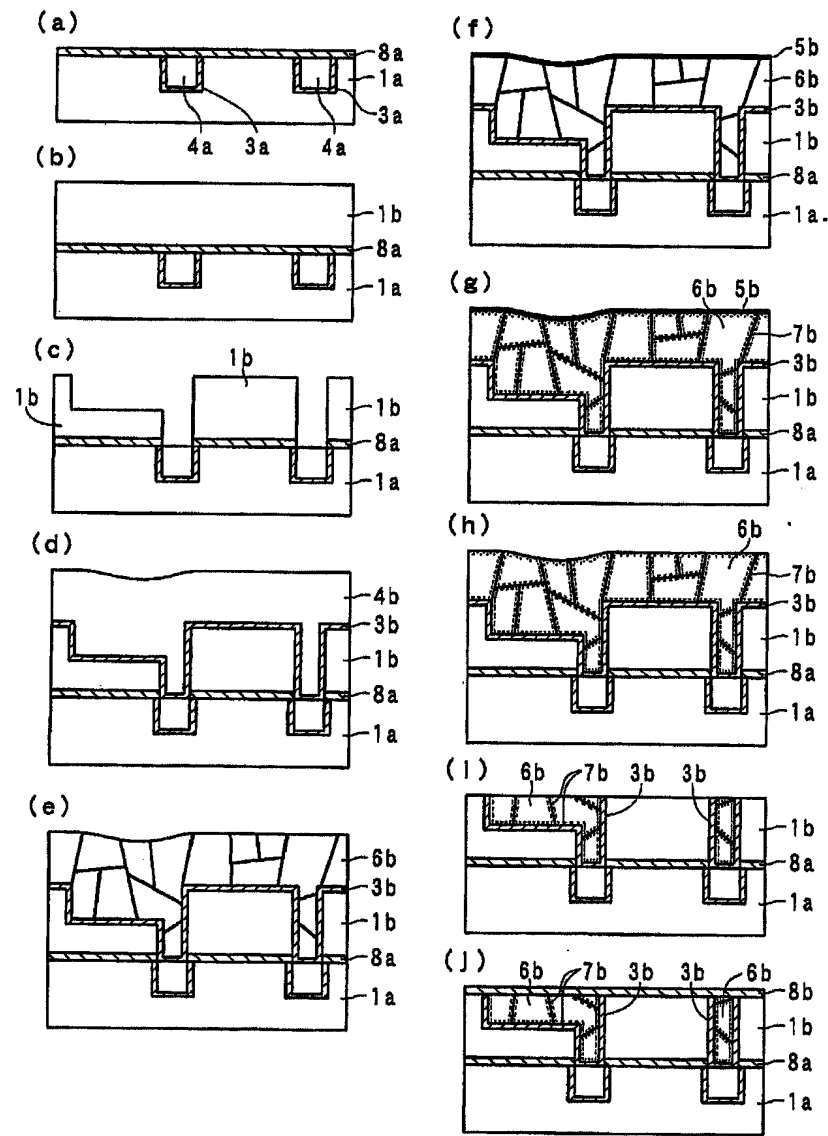 (a)
8a
1a
3a
4a 3a 4a
(b)
1b
8a
1a
(c)
1b
1b
1b
8a
1a
(d)
4b
3b
1b
8a
1a
(e)
6b
3b
1b
8a
1a
(f)
5b
6b
3b
1b
8a
1a.
(g)
6b 5b
7b
3b
1b
8a
1a
(h)
6b
7b
3b
1b
8a
1a
(i)
6b 7b 3b 3b
1b
8a
1a
(j)
6b 7b 3b 3b 6b
8b
1b
8a
1a